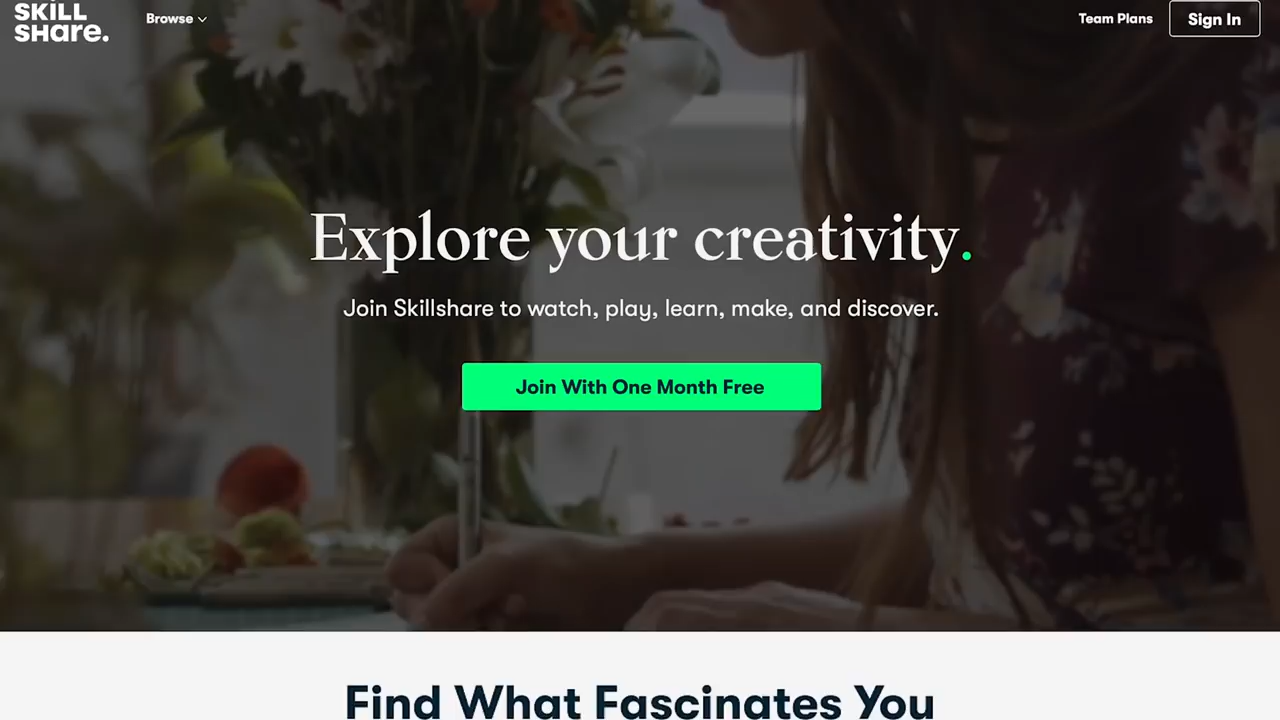 SKiLL
SHare.
Browse
Team Plans
Sign In
Explore your creativity.
Join Skillshare to watch, play, learn, make, and discover.
Join With One Month Free
Find What Fascinates You